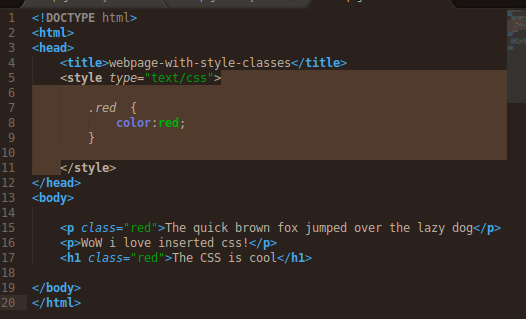 1 <!DOCTYPE html>
2 <html>
3 <head>
4     <title>webpage-with-style-classes</title>
5     <style type="text/css">
6
7         .red  {
8             color:red;
9         }
10
11     </style>
12 </head>
13 <body>
14
15     <p class="red">The quick brown fox jumped over the lazy dog</p>
16     <p>WoW i love inserted css!</p>
17     <h1 class="red">The CSS is cool</h1>
18
19 </body>
20 </html>